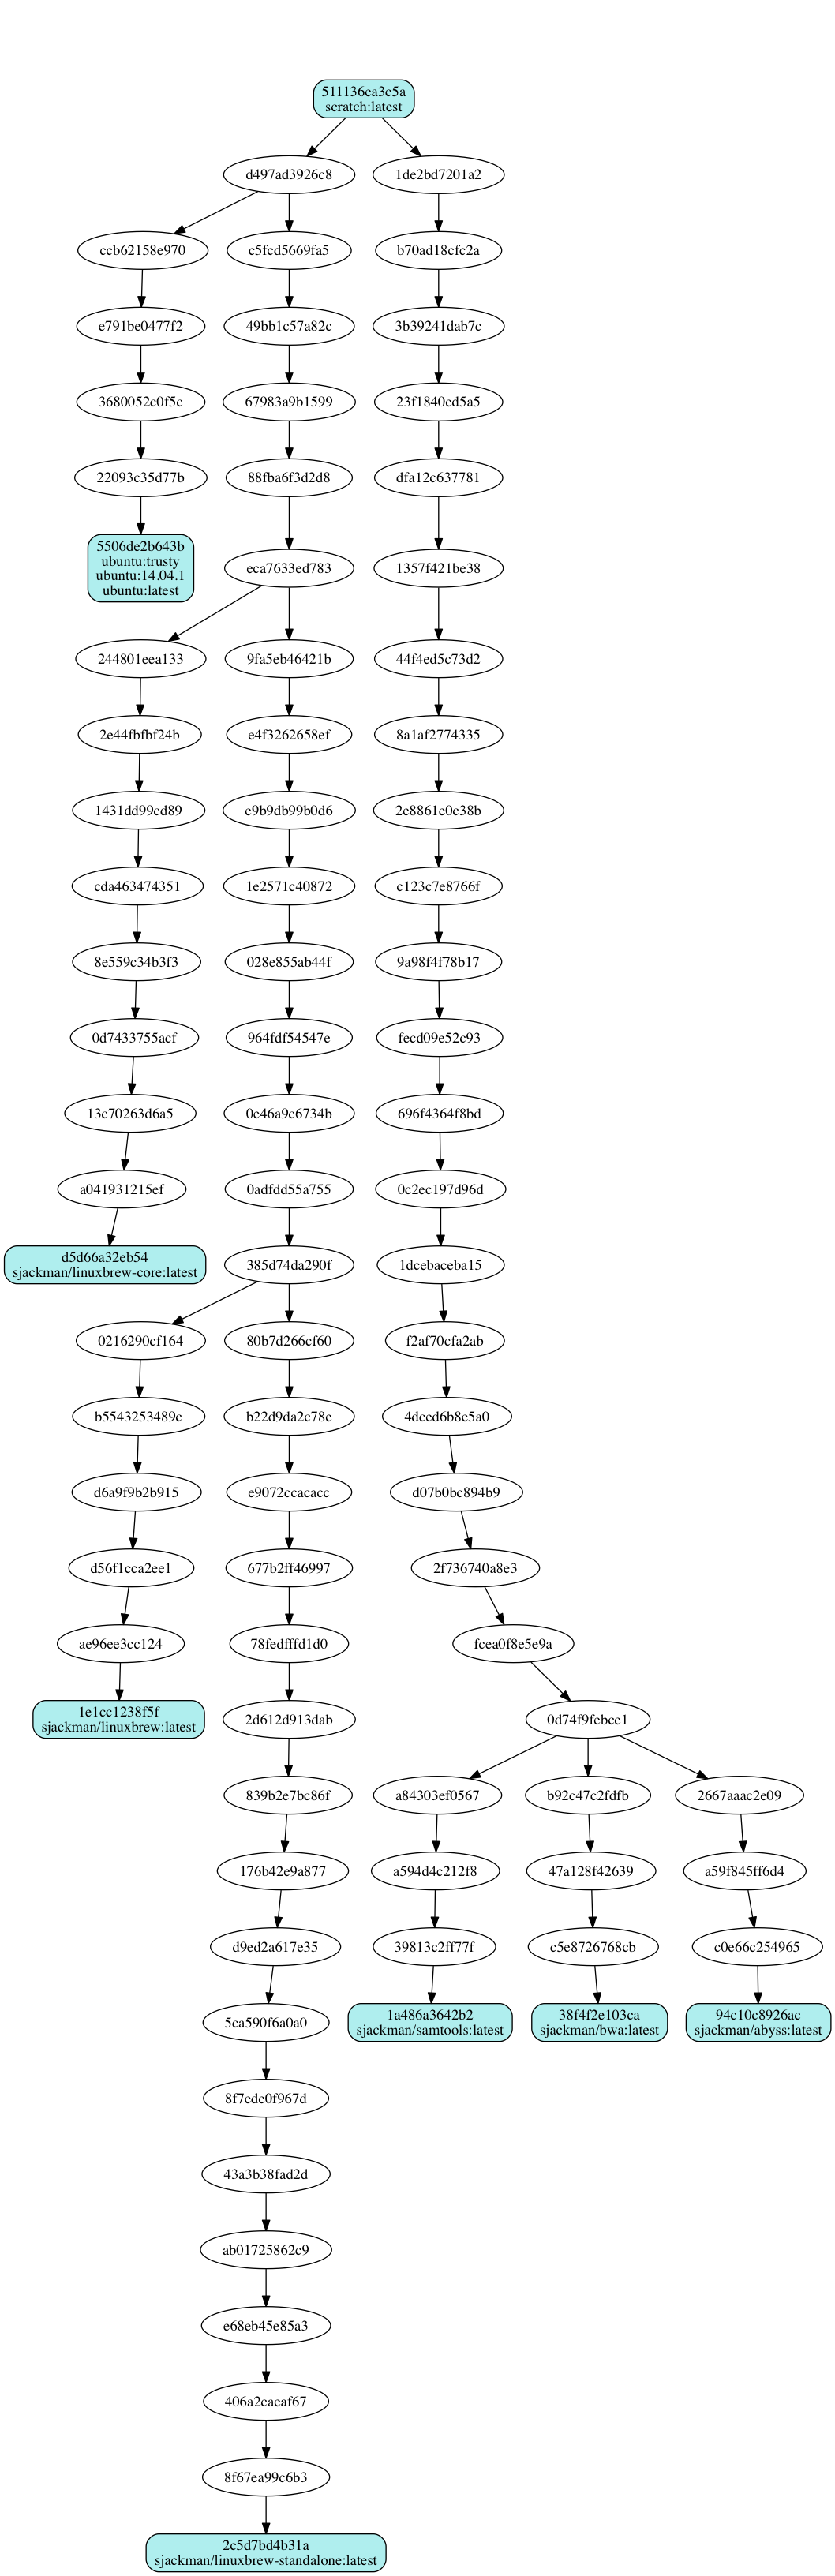 511136ea3c5a
scratch:latest
d497ad3926c8
1de2bd7201a2
ccb62158e970
c5fcd5669fa5
b70ad18cfc2a
e791be0477f2
49bb1c57a82c
3b39241dab7c
3680052c0f5c
67983a9b1599
23f1840ed5a5
22093c35d77b
88fba6f3d2d8
dfa12c637781
5506de2b643b
ubuntu:trusty
ubuntu:14.04.1
ubuntu:latest
eca7633ed783
1357f421be38
244801eea133
9fa5eb46421b
44f4ed5c73d2
2e44fbfbf24b
e4f3262658ef
8a1af2774335
1431dd99cd89
e9b9db99b0d6
2e8861e0c38b
cda463474351
1e2571c40872
c123c7e8766f
8e559c34b3f3
028e855ab44f
9a98f4f78b17
0d7433755acf
964fdf54547e
fecd09e52c93
13c70263d6a5
0e46a9c6734b
696f4364f8bd
a041931215ef
0adfdd55a755
0c2ec197d96d
d5d66a32eb54
sjackman/linuxbrew-core:latest
385d74da290f
1dcebaceba15
0216290cf164
80b7d266cf60
f2af70cfa2ab
b5543253489c
b22d9da2c78e
4dced6b8e5a0
d6a9f9b2b915
e9072ccacacc
d07b0bc894b9
d56f1cca2ee1
677b2ff46997
2f736740a8e3
ae96ee3cc124
78fedfffd1d0
fcea0f8e5e9a
1e1cc1238f5f
sjackman/linuxbrew:latest
2d612d913dab
0d74f9febce1
839b2e7bc86f
a84303ef0567
b92c47c2fdfb
2667aaac2e09
176b42e9a877
a594d4c212f8
47a128f42639
a59f845ff6d4
d9ed2a617e35
39813c2ff77f
c5e8726768cb
c0e66c254965
5ca590f6a0a0
1a486a3642b2
sjackman/samtools:latest
38f4f2e103ca
sjackman/bwa:latest
94c10c8926ac
sjackman/abyss:latest
8f7ede0f967d
43a3b38fad2d
ab01725862c9
e68eb45e85a3
406a2caeaf67
8f67ea99c6b3
2c5d7bd4b31a
sjackman/linuxbrew-standalone:latest